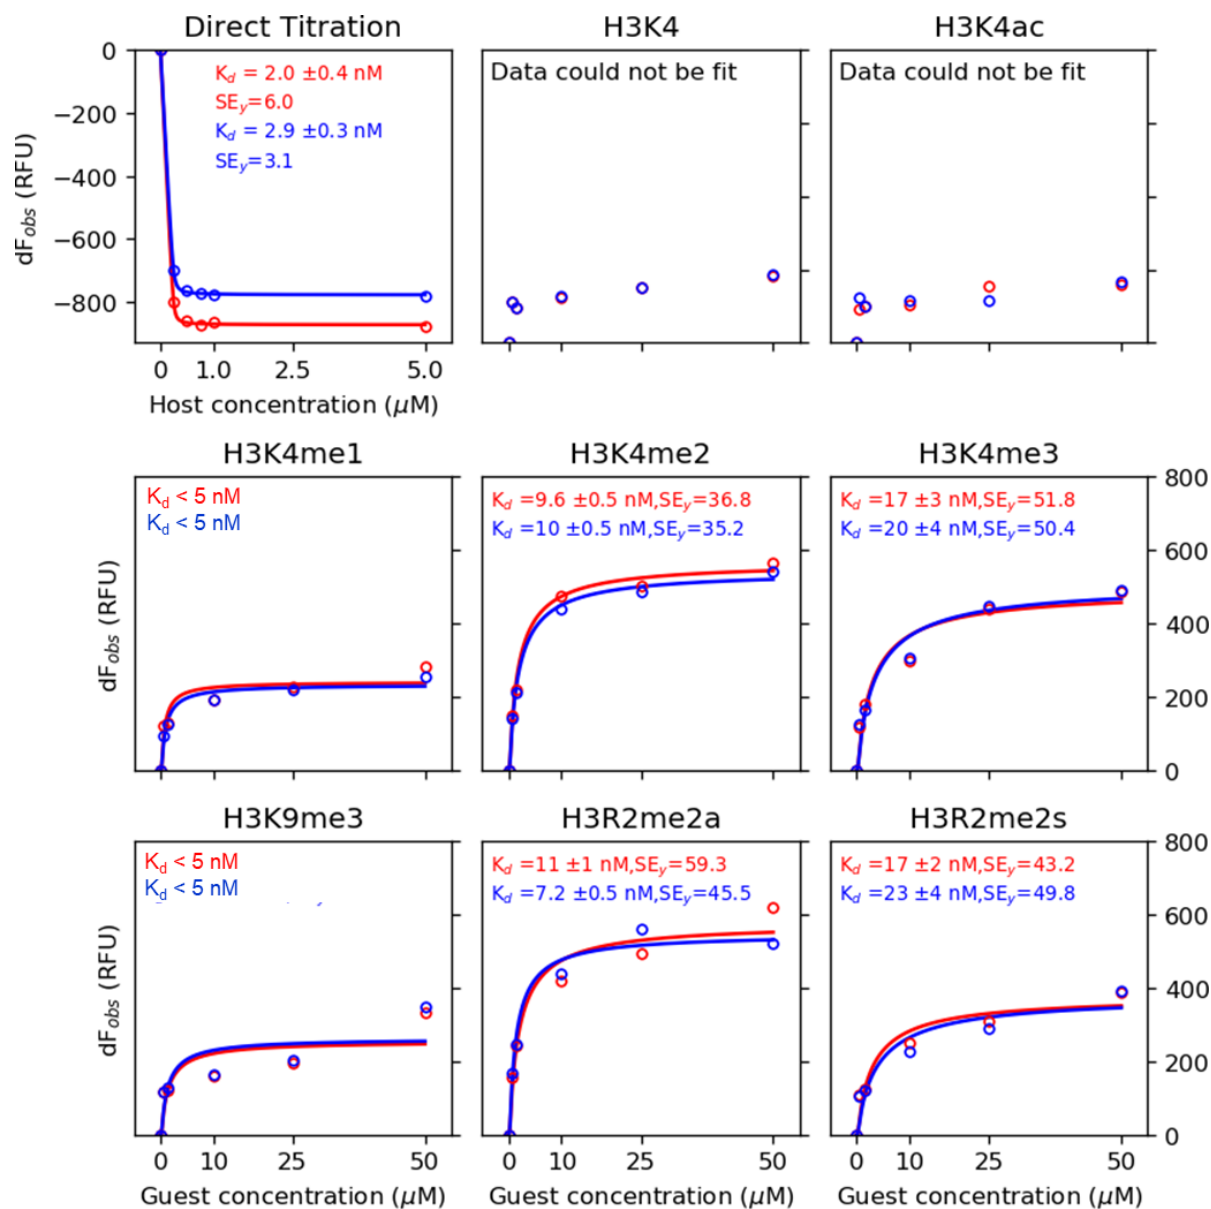 Direct Titration
H3K4
H3K4ac
0
−200
−400
−600
−800
dF_obs (RFU)
K_d = 2.0 ±0.4 nM
SE_y=6.0
K_d = 2.9 ±0.3 nM
SE_y=3.1
Data could not be fit
Data could not be fit
0 1.0 2.5 5.0
Host concentration (μM)
H3K4me1
H3K4me2
H3K4me3
dF_obs (RFU)
K_d < 5 nM
K_d < 5 nM
K_d =9.6 ±0.5 nM,SE_y=36.8
K_d =10 ±0.5 nM,SE_y=35.2
K_d =17 ±3 nM,SE_y=51.8
K_d =20 ±4 nM,SE_y=50.4
800
600
400
200
0
H3K9me3
H3R2me2a
H3R2me2s
dF_obs (RFU)
K_d < 5 nM
K_d < 5 nM
K_d =11 ±1 nM,SE_y=59.3
K_d =7.2 ±0.5 nM,SE_y=45.5
K_d =17 ±2 nM,SE_y=43.2
K_d =23 ±4 nM,SE_y=49.8
800
600
400
200
0
0 10 25 50
0 10 25 50
0 10 25 50
Guest concentration (μM)
Guest concentration (μM)
Guest concentration (μM)